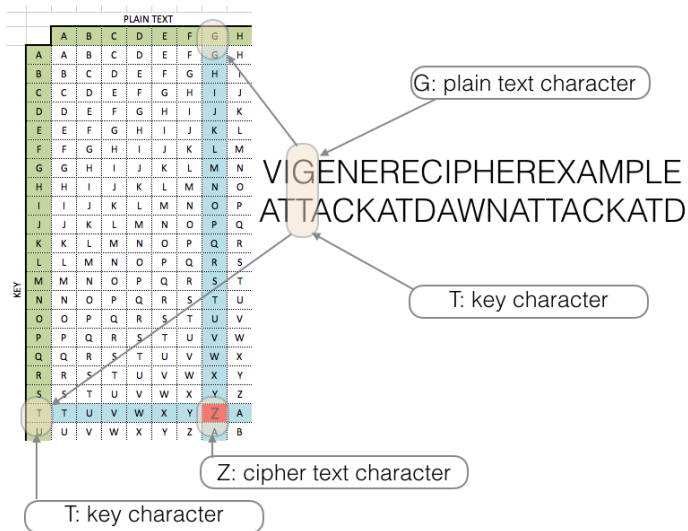 PLAIN TEXT
A B C D E F G H
A A B C D E F G H
B B C D E F G H I
C C D E F G H I J
D D E F G H I J K
E E F G H I J K L
F F G H I J K L M
G G H I J K L M N
H H I J K L M N O
I I J K L M N O P
J J K L M N O P Q
K K L M N O P Q R
L L M N O P Q R S
M M N O P Q R S T
N N O P Q R S T U
O O P Q R S T U V
P P Q R S T U V W
Q Q R S T U V W X
R R S T U V W X Y
S S T U V W X Y Z
T T U V W X Y Z A
U U V W X Y Z A B
KEY
G: plain text character
VIGENERECIPHEREXAMPLE
ATTACKATDAWNATTACKATD
T: key character
Z: cipher text character
T: key character